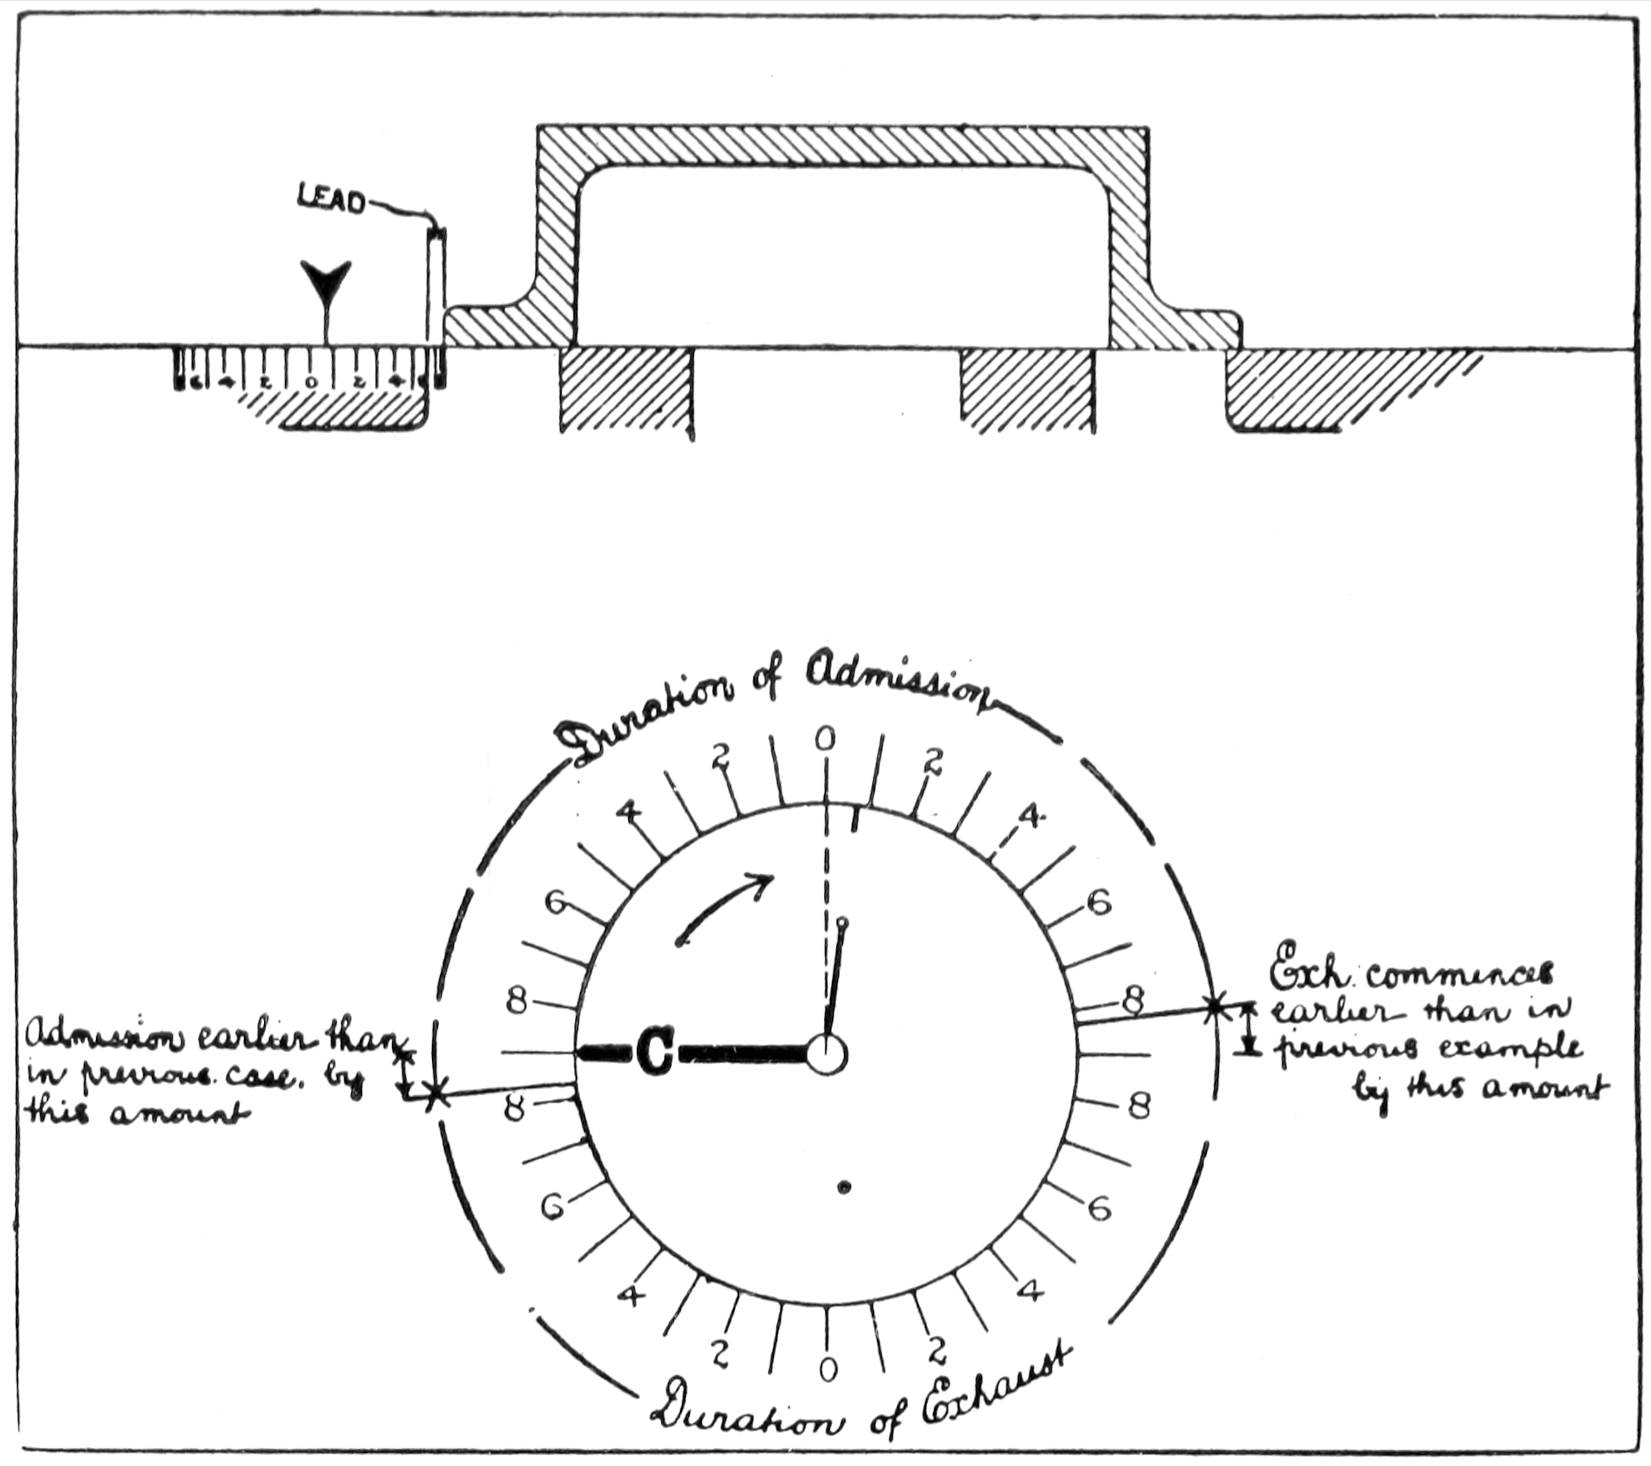 LEAD
6 4 2 0 2 4 6
Duration of Admission
0
2 2
4 4
6 6
8 8
C
Exh. commences
earlier than in
previous example
by this amount
Admission earlier than
in previous case. by
this amount
8 8
6 6
4 4
2 2
0
Duration of Exhaust